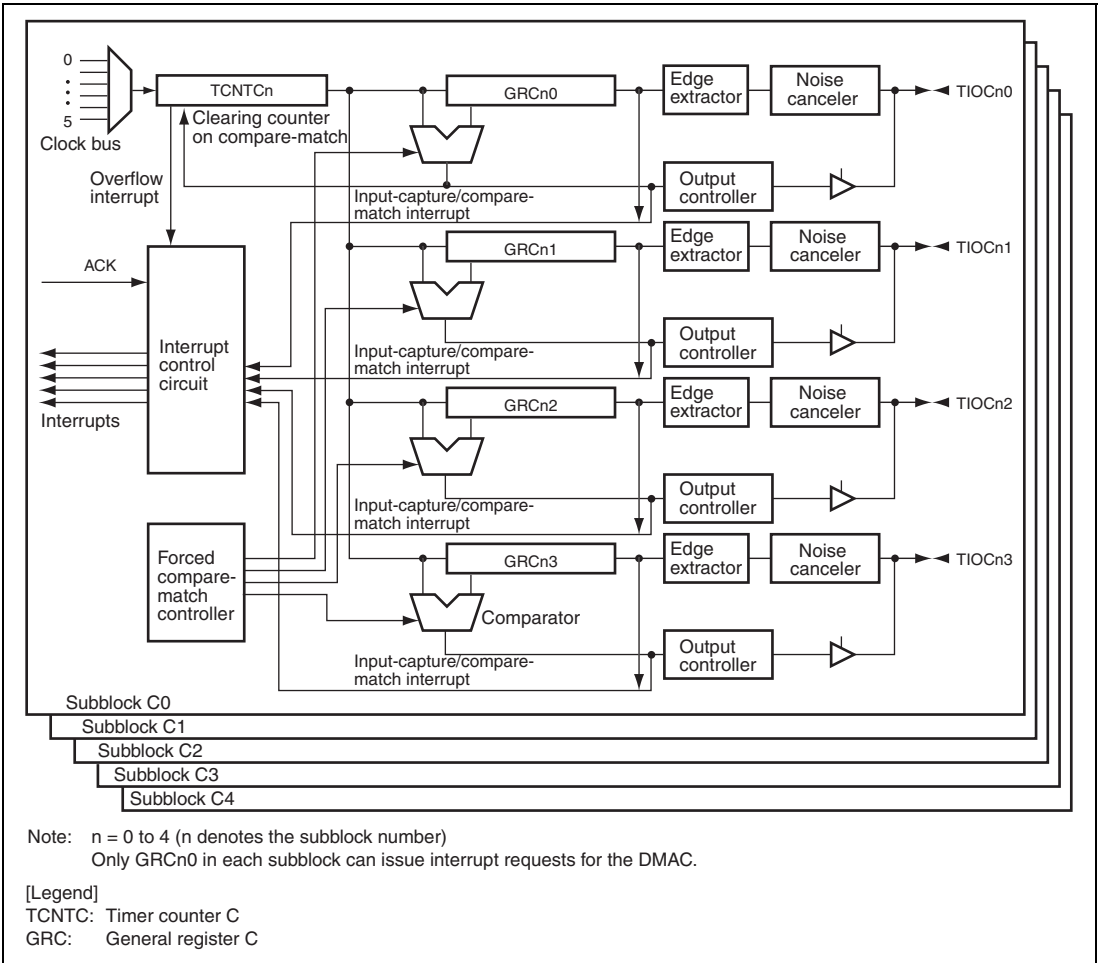 0
5
Clock bus
TCNTCn
Clearing counter
on compare-match
GRCn0
Edge
extractor
Noise
canceler
TIOCn0
Overflow
interrupt
Output
controller
Input-capture/compare-
match interrupt
ACK
GRCn1
Edge
extractor
Noise
canceler
TIOCn1
Output
controller
Input-capture/compare-
match interrupt
Interrupt
control
circuit
Interrupts
GRCn2
Edge
extractor
Noise
canceler
TIOCn2
Output
controller
Input-capture/compare-
match interrupt
Forced
compare-
match
controller
GRCn3
Edge
extractor
Noise
canceler
TIOCn3
Comparator
Output
controller
Input-capture/compare-
match interrupt
Subblock C0
Subblock C1
Subblock C2
Subblock C3
Subblock C4
Note: n = 0 to 4 (n denotes the subblock number)
Only GRCn0 in each subblock can issue interrupt requests for the DMAC.
[Legend]
TCNTC: Timer counter C
GRC: General register C